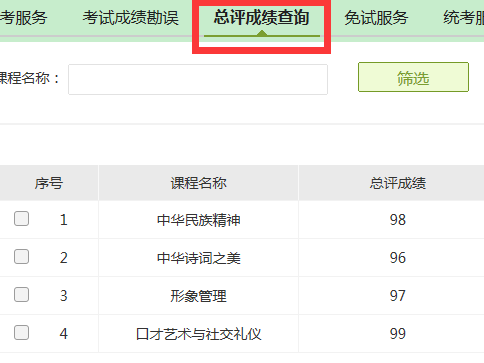 考服务 考试成绩勘误 总评成绩查询 免试服务 统考服
课程名称： 筛选
序号 课程名称 总评成绩
1 中华民族精神 98
2 中华诗词之美 96
3 形象管理 97
4 口才艺术与社交礼仪 99